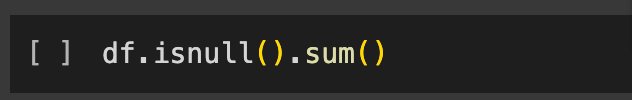 [ ] df.isnull().sum()